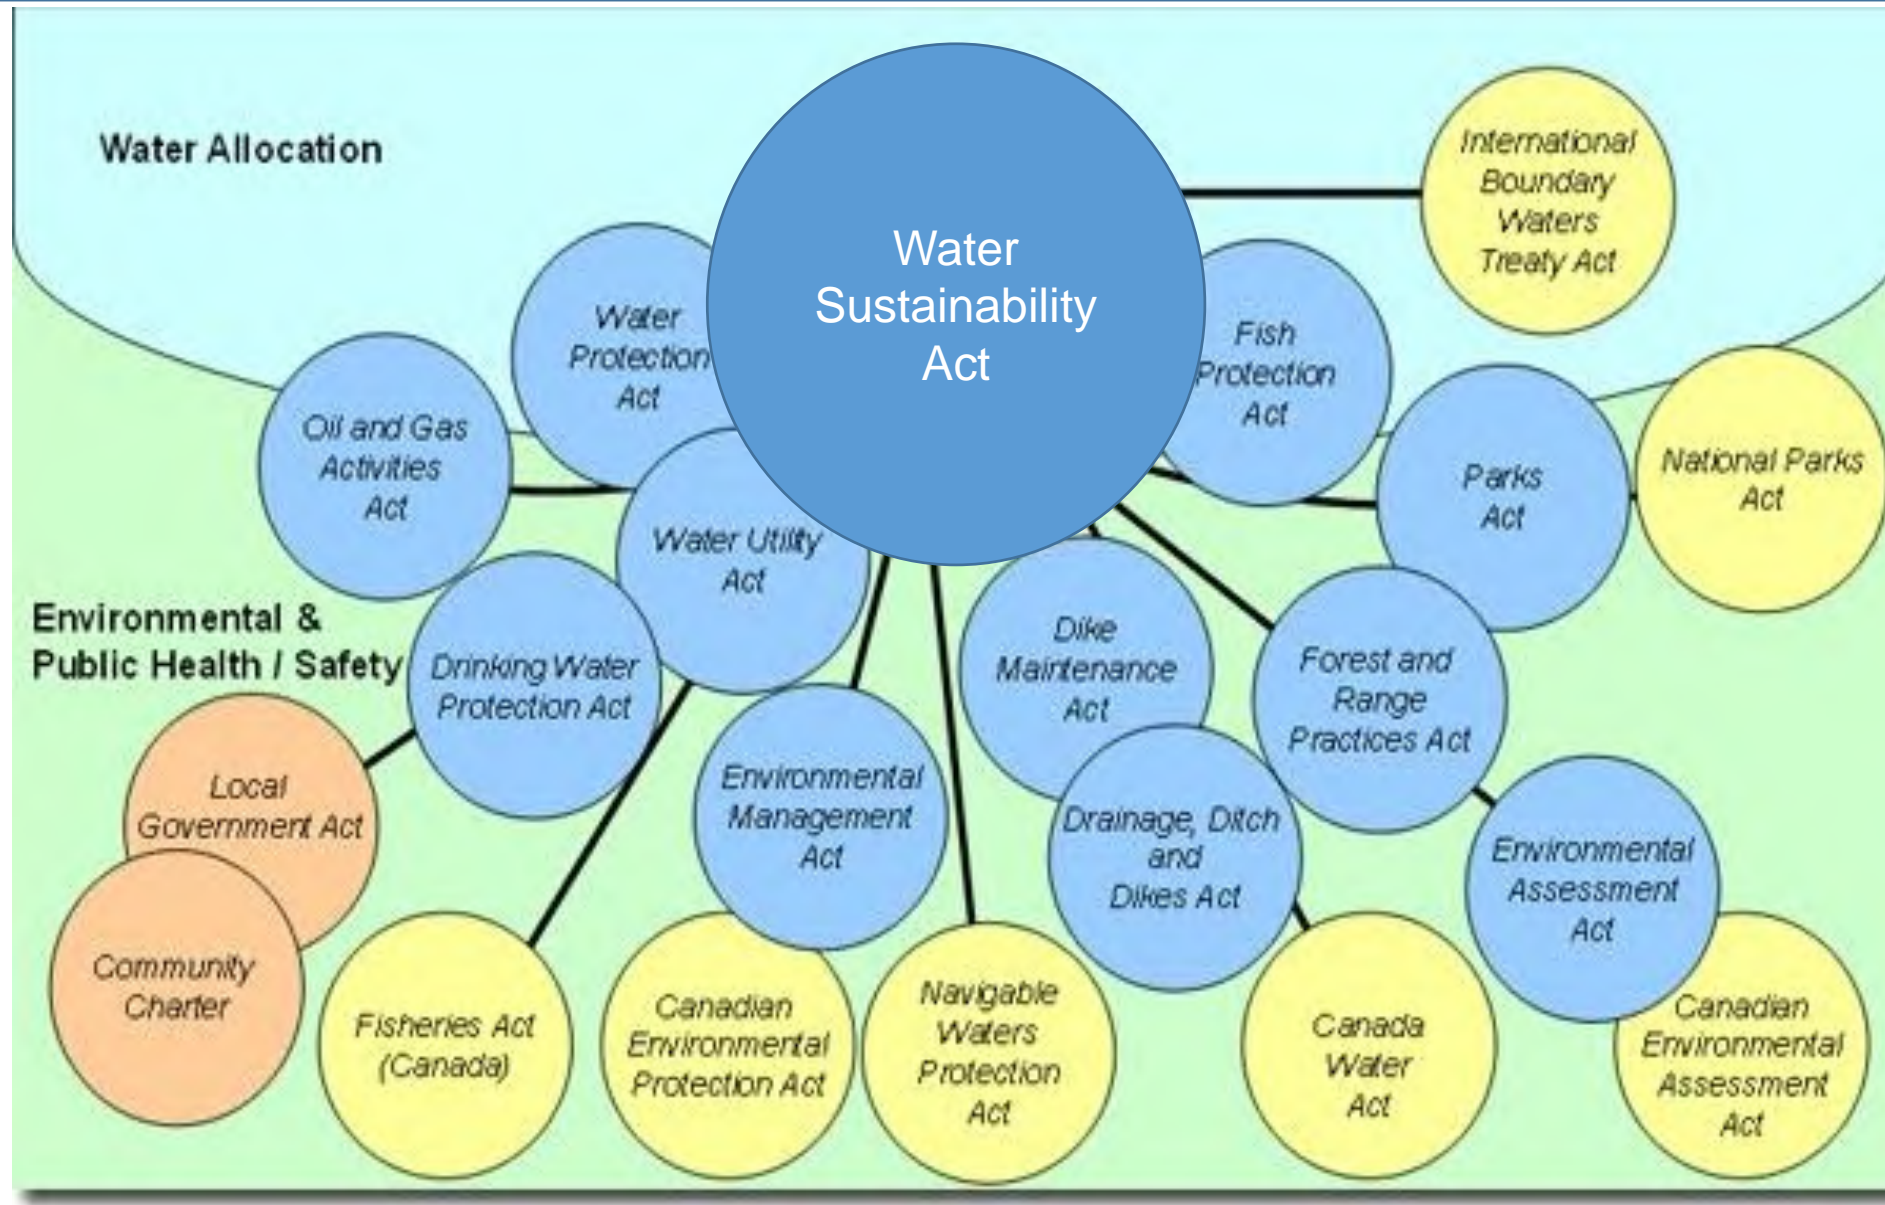 Water Allocation
Water
Sustainability
Act
International
Boundary
Waters
Treaty Act
Water
Protection
Act
Fish
Protection
Act
Oil and Gas
Activities
Act
Parks
Act
National Parks
Act
Water Utility
Act
Environmental &
Public Health / Safety
Drinking Water
Protection Act
Dike
Maintenance
Act
Forest and
Range
Practices Act
Local
Government Act
Environmental
Management
Act
Drainage, Ditch
and
Dikes Act
Environmental
Assessment
Act
Community
Charter
Fisheries Act
(Canada)
Canadian
Environmental
Protection Act
Navigable
Waters
Protection
Act
Canada
Water
Act
Canadian
Environmental
Assessment
Act